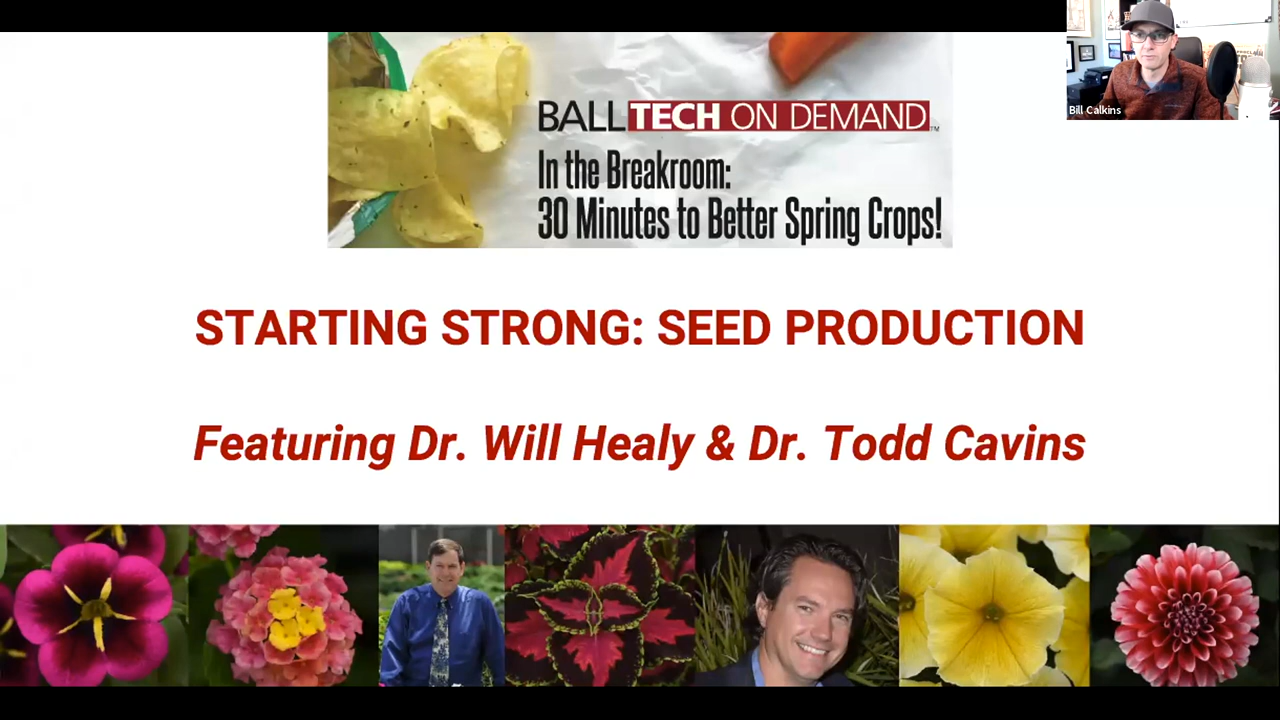 BALL TECH ON DEMAND™
In the Breakroom:
30 Minutes to Better Spring Crops!
Bill Calkins
STARTING STRONG: SEED PRODUCTION
Featuring Dr. Will Healy & Dr. Todd Cavins